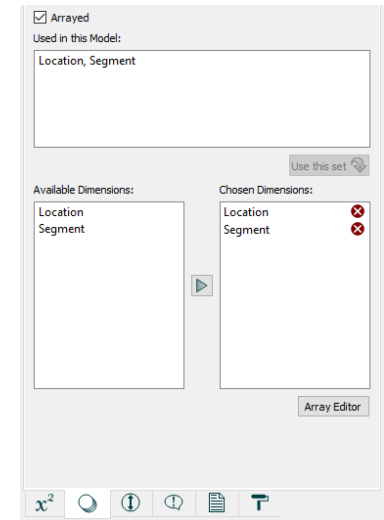 Arrayed
Used in this Model:
Location, Segment
Use this set
Available Dimensions:
Chosen Dimensions:
Location
Segment
Location
Segment
Array Editor
x²